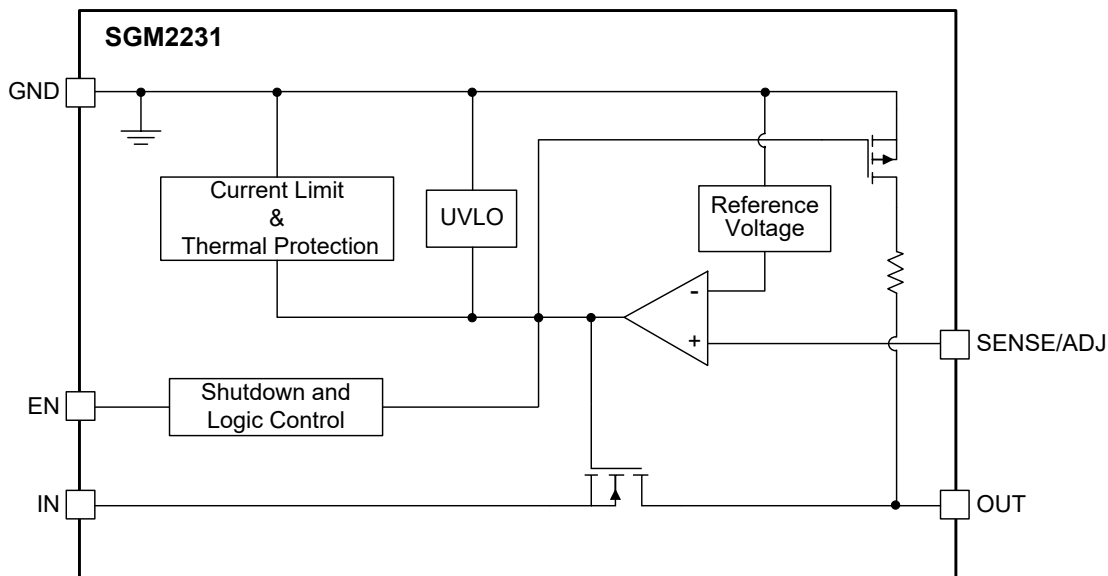 SGM2231
GND
Current Limit
&
Thermal Protection
UVLO
Reference
Voltage
-
+
SENSE/ADJ
EN
Shutdown and
Logic Control
IN
OUT